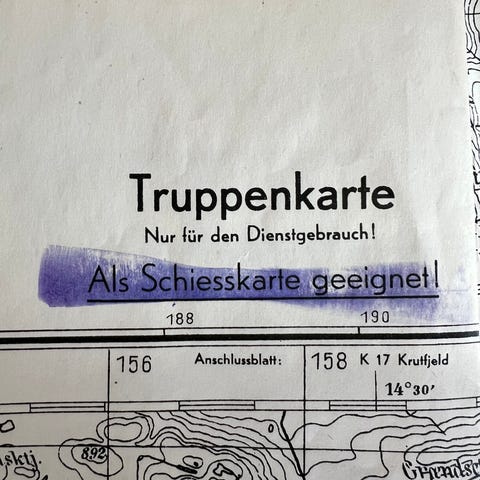 Truppenkarte
Nur für den Dienstgebrauch!
Als Schiesskarte geeignet!
188 190
156 Anschlussblatt: 158 K 17 Krutfjeld
14°30′
892